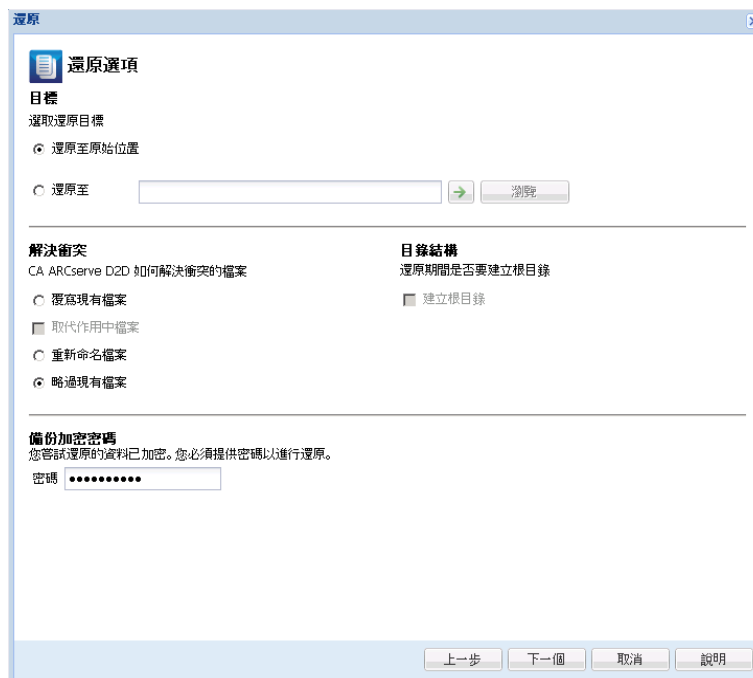 還原
還原選項
目標
選取還原目標
還原至原始位置
還原至
瀏覽
解決衝突
CA ARCserve D2D 如何解決衝突的檔案
覆寫現有檔案
取代作用中檔案
重新命名檔案
略過現有檔案
目錄結構
還原期間是否要建立根目錄
建立根目錄
備份加密密碼
您嘗試還原的資料已加密。您必須提供密碼以進行還原。
密碼 ●●●●●●●●●●
上一步
下一個
取消
說明